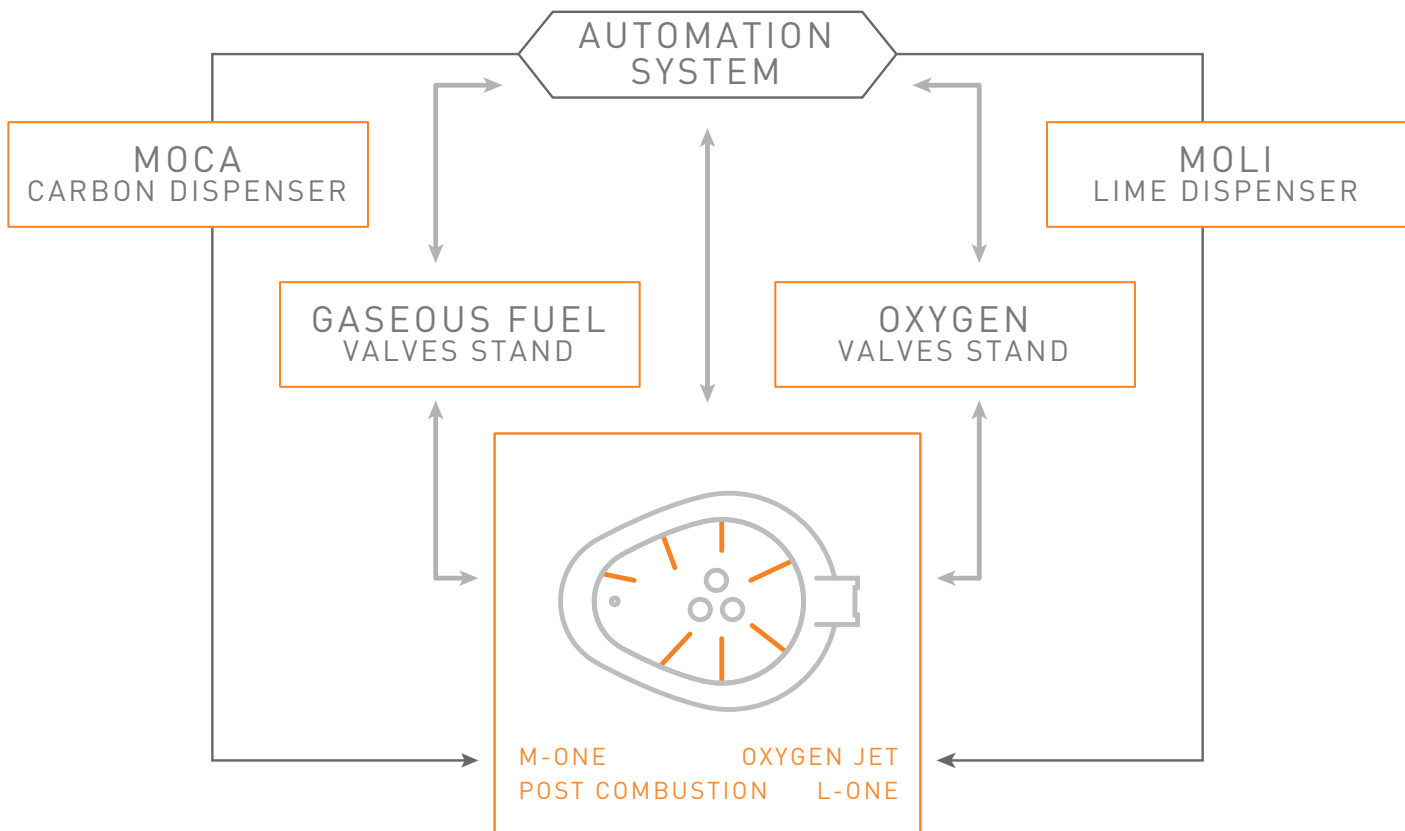 AUTOMATION
SYSTEM
MOCA
CARBON DISPENSER
MOLI
LIME DISPENSER
GASEOUS FUEL
VALVES STAND
OXYGEN
VALVES STAND
M-ONE
OXYGEN JET
POST COMBUSTION
L-ONE